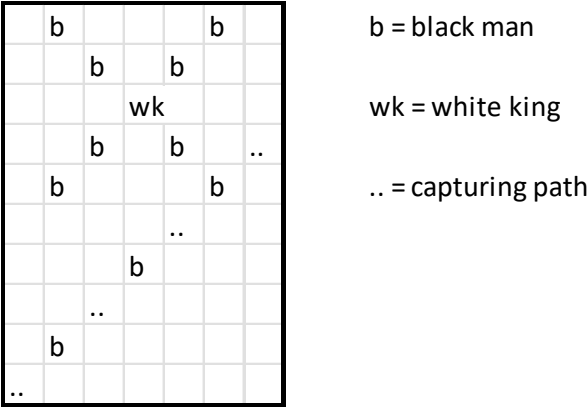 b b b = black man
b b
wk wk = white king
b b ..
b b .. = capturing path
..
b
..
b
..